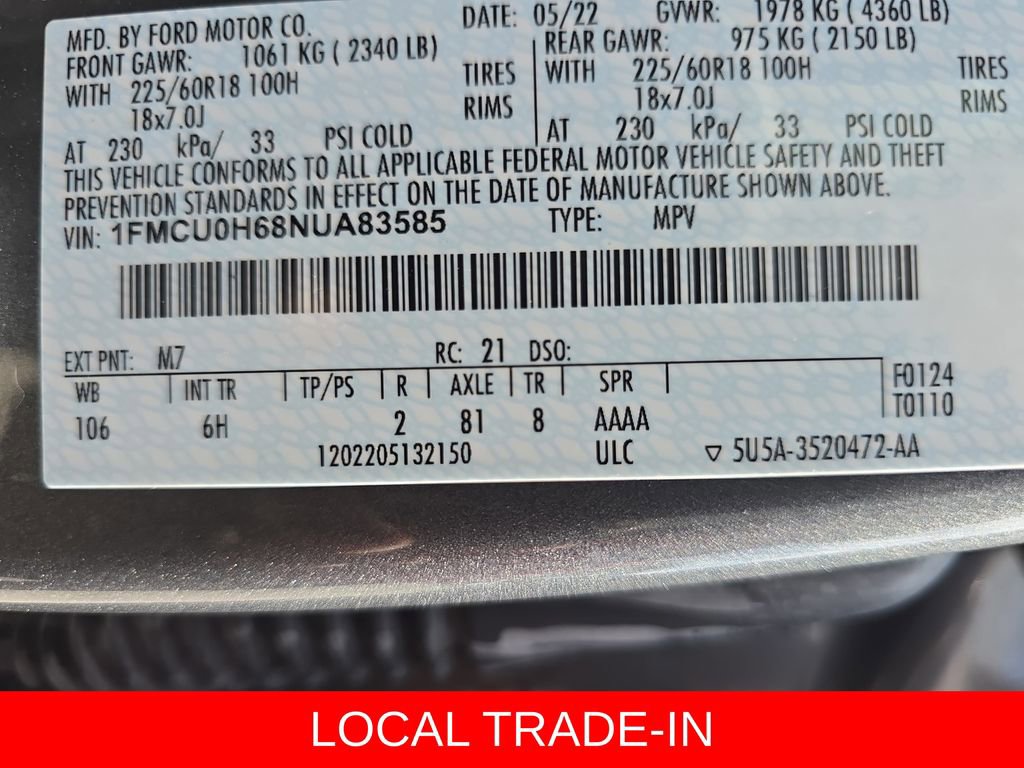 MFD. BY FORD MOTOR CO. DATE: 05/22 GVWR: 1978 KG ( 4360 LB)
FRONT GAWR: 1061 KG ( 2340 LB) REAR GAWR: 975 KG ( 2150 LB)
WITH 225/60R18 100H TIRES WITH 225/60R18 100H TIRES
18x7.0J RIMS 18x7.0J RIMS
AT 230 kPa/ 33 PSI COLD AT 230 kPa/ 33 PSI COLD
THIS VEHICLE CONFORMS TO ALL APPLICABLE FEDERAL MOTOR VEHICLE SAFETY AND THEFT
PREVENTION STANDARDS IN EFFECT ON THE DATE OF MANUFACTURE SHOWN ABOVE.
VIN: 1FMCU0H68NUA83585 TYPE: MPV
EXT PNT: M7 RC: 21 DSO:
WB INT TR TP/PS R AXLE TR SPR F0124
106 6H 2 81 8 AAAA T0110
1202205132150 ULC ▽ 5U5A-3520472-AA
LOCAL TRADE-IN